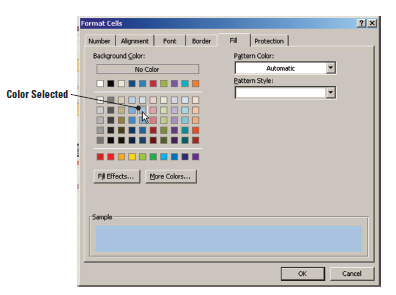 Format Cells
Number Alignment Font Border Fill Protection
Background Color:
No Color
Pattern Color:
Automatic
Pattern Style:
Color Selected
Fill Effects...
More Colors...
Sample
OK
Cancel